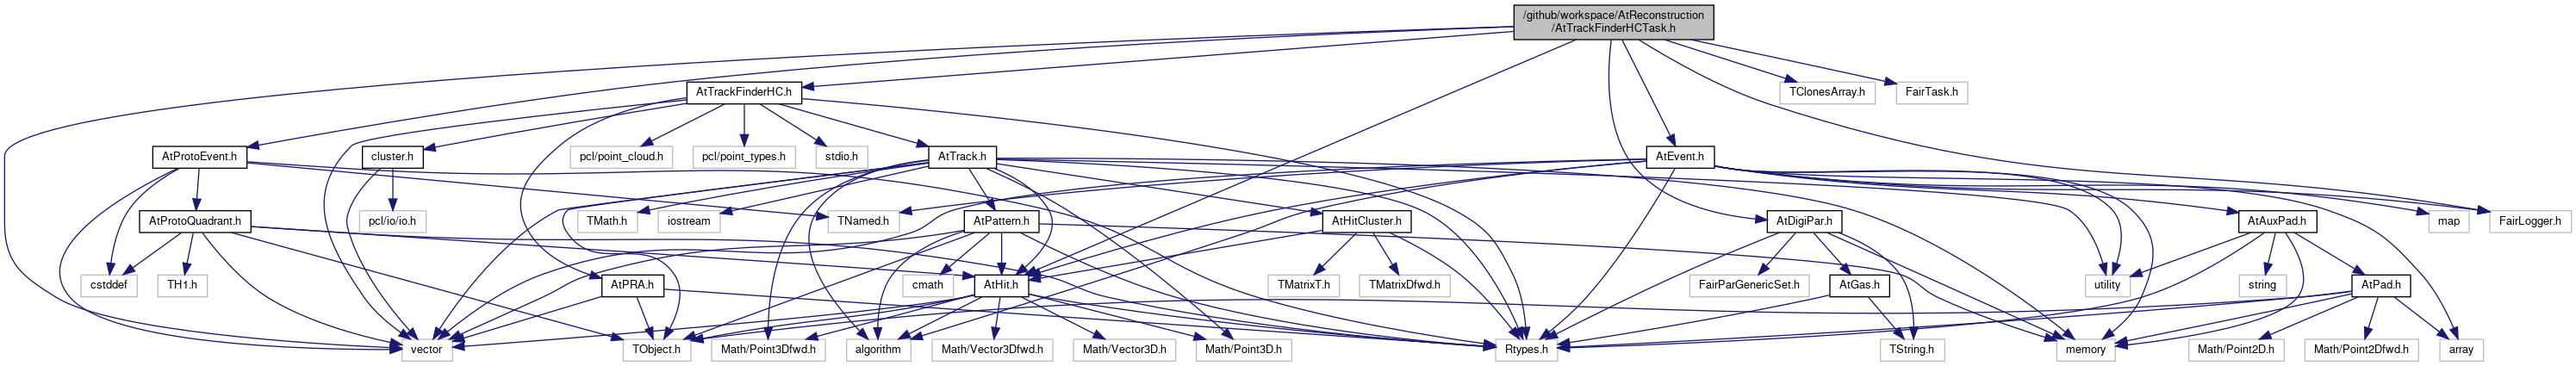 /github/workspace/AtReconstruction
/AtTrackFinderHCTask.h
AtTrackFinderHC.h
TClonesArray.h
FairTask.h
AtProtoEvent.h
cluster.h
pcl/point_cloud.h
pcl/point_types.h
stdio.h
AtTrack.h
AtEvent.h
AtProtoQuadrant.h
pcl/io/io.h
TMath.h
iostream
TNamed.h
AtPattern.h
AtHitCluster.h
AtDigiPar.h
AtAuxPad.h
map
FairLogger.h
cstddef
TH1.h
AtPRA.h
cmath
AtHit.h
TMatrixT.h
TMatrixDfwd.h
FairParGenericSet.h
AtGas.h
utility
string
AtPad.h
vector
TObject.h
Math/Point3Dfwd.h
algorithm
Math/Vector3Dfwd.h
Math/Vector3D.h
Math/Point3D.h
Rtypes.h
TString.h
memory
Math/Point2D.h
Math/Point2Dfwd.h
array